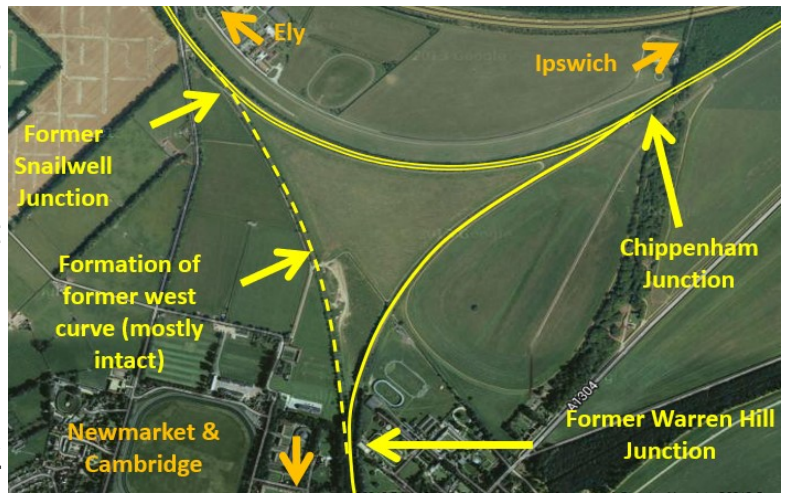 Ely
Ipswich
Former
Snailwell
Junction
Chippenham
Junction
Formation of
former west
curve (mostly
intact)
A1304
Former Warren Hill
Junction
Newmarket &
Cambridge